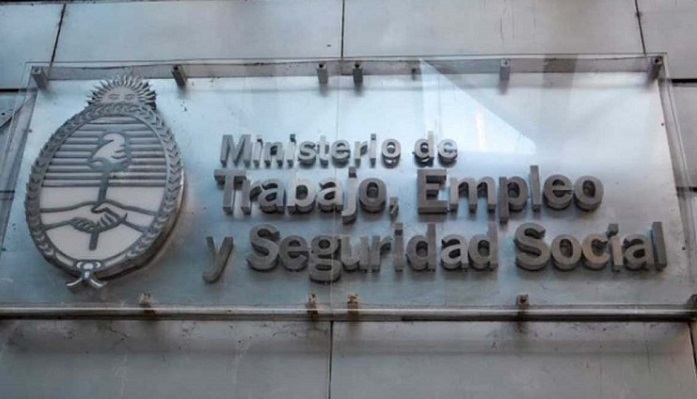 Ministerio de
Trabajo, Empleo
y Seguridad Social